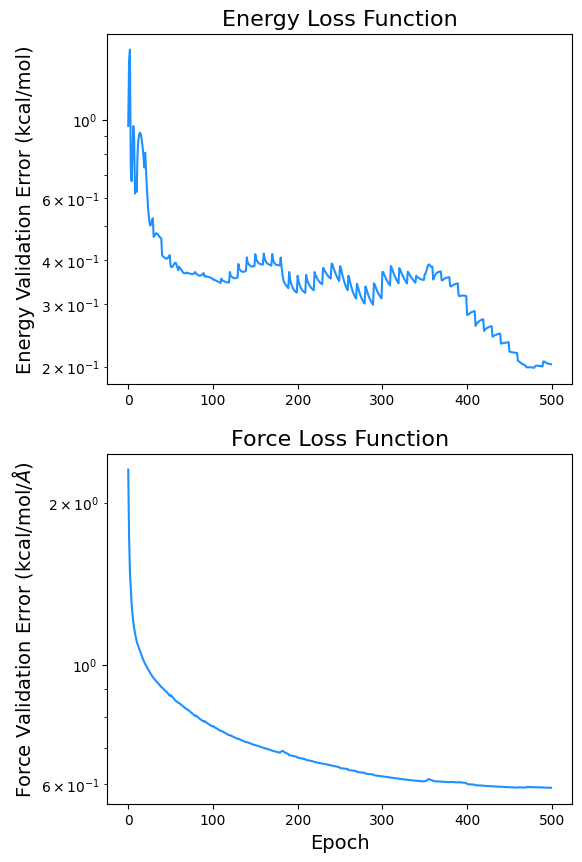 Energy Loss Function
Energy Validation Error (kcal/mol)
10⁰
6 × 10⁻¹
4 × 10⁻¹
3 × 10⁻¹
2 × 10⁻¹
0 100 200 300 400 500
Force Loss Function
Force Validation Error (kcal/mol/Å)
2 × 10⁰
10⁰
6 × 10⁻¹
0 100 200 300 400 500
Epoch